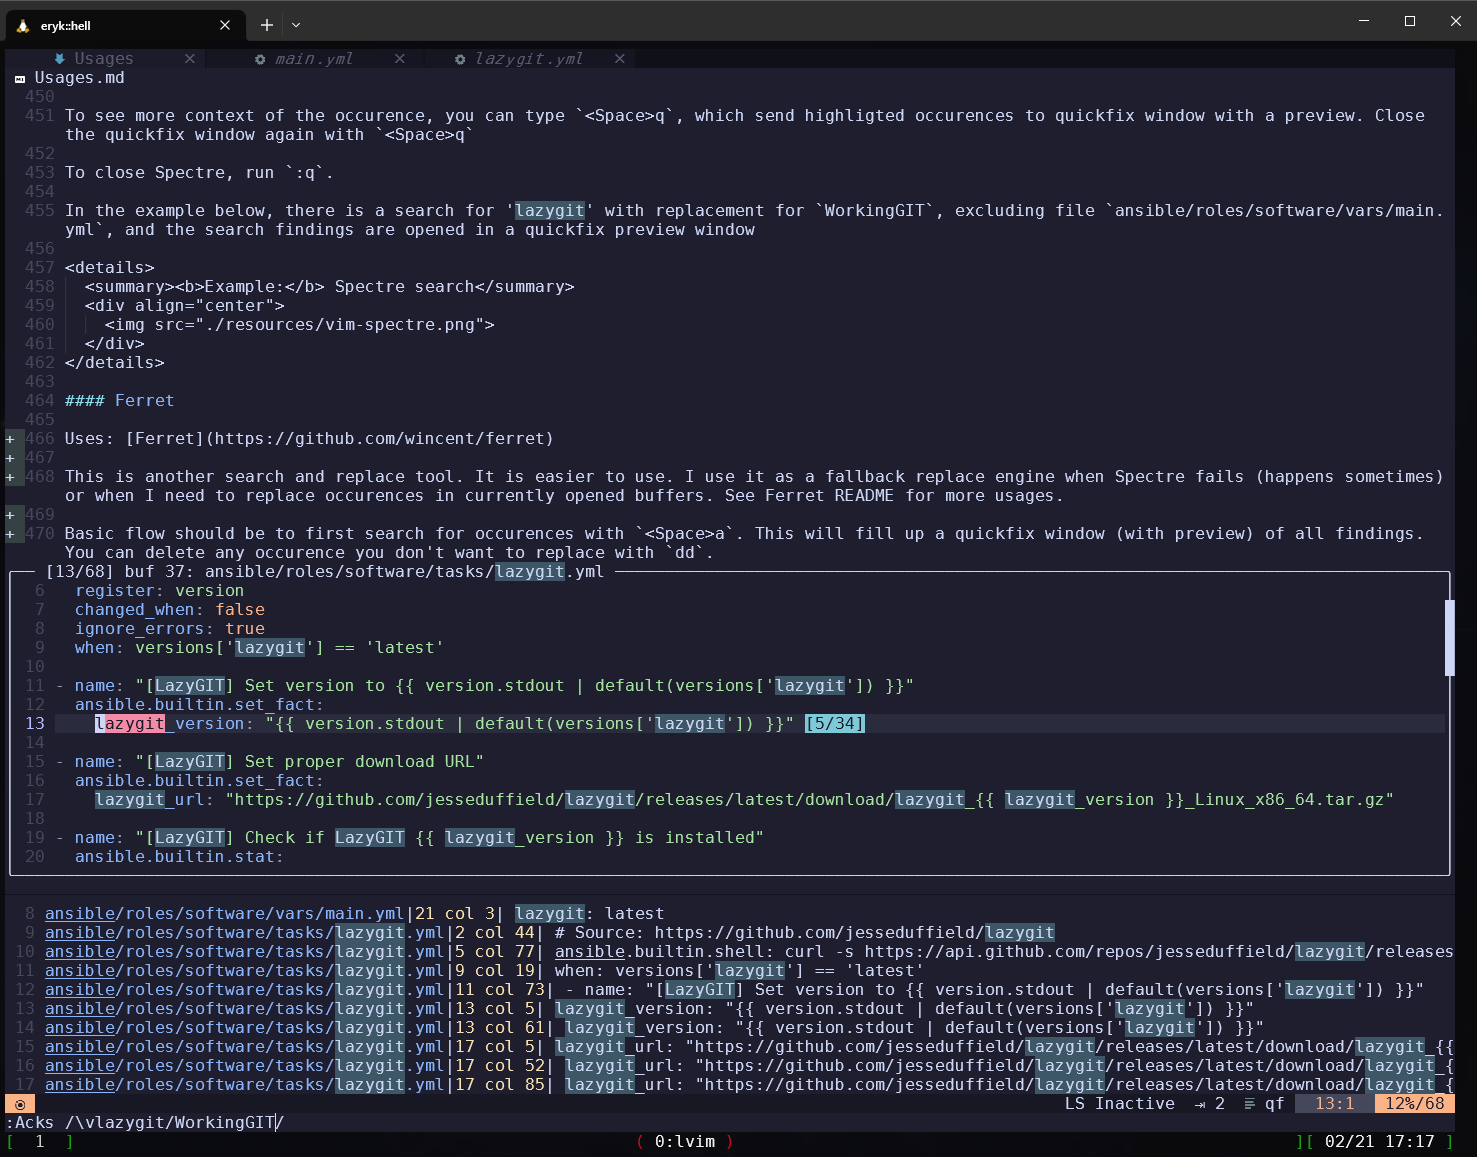 eryk::hell
Usages main.yml lazygit.yml
Usages.md
450
451 To see more context of the occurence, you can type `<Space>q`, which send highligted occurences to quickfix window with a preview. Close
the quickfix window again with `<Space>q`
452
453 To close Spectre, run `:q`.
454
455 In the example below, there is a search for 'lazygit' with replacement for `WorkingGIT`, excluding file `ansible/roles/software/vars/main.
yml`, and the search findings are opened in a quickfix preview window
456
457 <details>
458 <summary><b>Example:</b> Spectre search</summary>
459 <div align="center">
460 <img src="./resources/vim-spectre.png">
461 </div>
462 </details>
463
464 #### Ferret
465
+ 466 Uses: [Ferret](https://github.com/wincent/ferret)
+ 467
+ 468 This is another search and replace tool. It is easier to use. I use it as a fallback replace engine when Spectre fails (happens sometimes)
or when I need to replace occurences in currently opened buffers. See Ferret README for more usages.
+ 469
+ 470 Basic flow should be to first search for occurences with `<Space>a`. This will fill up a quickfix window (with preview) of all findings.
You can delete any occurence you don't want to replace with `dd`.
[13/68] buf 37: ansible/roles/software/tasks/lazygit.yml
6 register: version
7 changed_when: false
8 ignore_errors: true
9 when: versions['lazygit'] == 'latest'
10
11 - name: "[LazyGIT] Set version to {{ version.stdout | default(versions['lazygit']) }}"
12 ansible.builtin.set_fact:
13 lazygit_version: "{{ version.stdout | default(versions['lazygit']) }}" [5/34]
14
15 - name: "[LazyGIT] Set proper download URL"
16 ansible.builtin.set_fact:
17 lazygit_url: "https://github.com/jesseduffield/lazygit/releases/latest/download/lazygit_{{ lazygit_version }}_Linux_x86_64.tar.gz"
18
19 - name: "[LazyGIT] Check if LazyGIT {{ lazygit_version }} is installed"
20 ansible.builtin.stat:
8 ansible/roles/software/vars/main.yml|21 col 3| lazygit: latest
9 ansible/roles/software/tasks/lazygit.yml|2 col 44| # Source: https://github.com/jesseduffield/lazygit
10 ansible/roles/software/tasks/lazygit.yml|5 col 77| ansible.builtin.shell: curl -s https://api.github.com/repos/jesseduffield/lazygit/releases
11 ansible/roles/software/tasks/lazygit.yml|9 col 19| when: versions['lazygit'] == 'latest'
12 ansible/roles/software/tasks/lazygit.yml|11 col 73| - name: "[LazyGIT] Set version to {{ version.stdout | default(versions['lazygit']) }}"
13 ansible/roles/software/tasks/lazygit.yml|13 col 5| lazygit_version: "{{ version.stdout | default(versions['lazygit']) }}"
14 ansible/roles/software/tasks/lazygit.yml|13 col 61| lazygit_version: "{{ version.stdout | default(versions['lazygit']) }}"
15 ansible/roles/software/tasks/lazygit.yml|17 col 5| lazygit_url: "https://github.com/jesseduffield/lazygit/releases/latest/download/lazygit_{{
16 ansible/roles/software/tasks/lazygit.yml|17 col 52| lazygit_url: "https://github.com/jesseduffield/lazygit/releases/latest/download/lazygit_{
17 ansible/roles/software/tasks/lazygit.yml|17 col 85| lazygit_url: "https://github.com/jesseduffield/lazygit/releases/latest/download/lazygit_{
LS Inactive ⇥ 2 qf 13:1 12%/68
:Acks /\vlazygit/WorkingGIT/
[ 1 ] ( 0:lvim ) ][ 02/21 17:17 ]